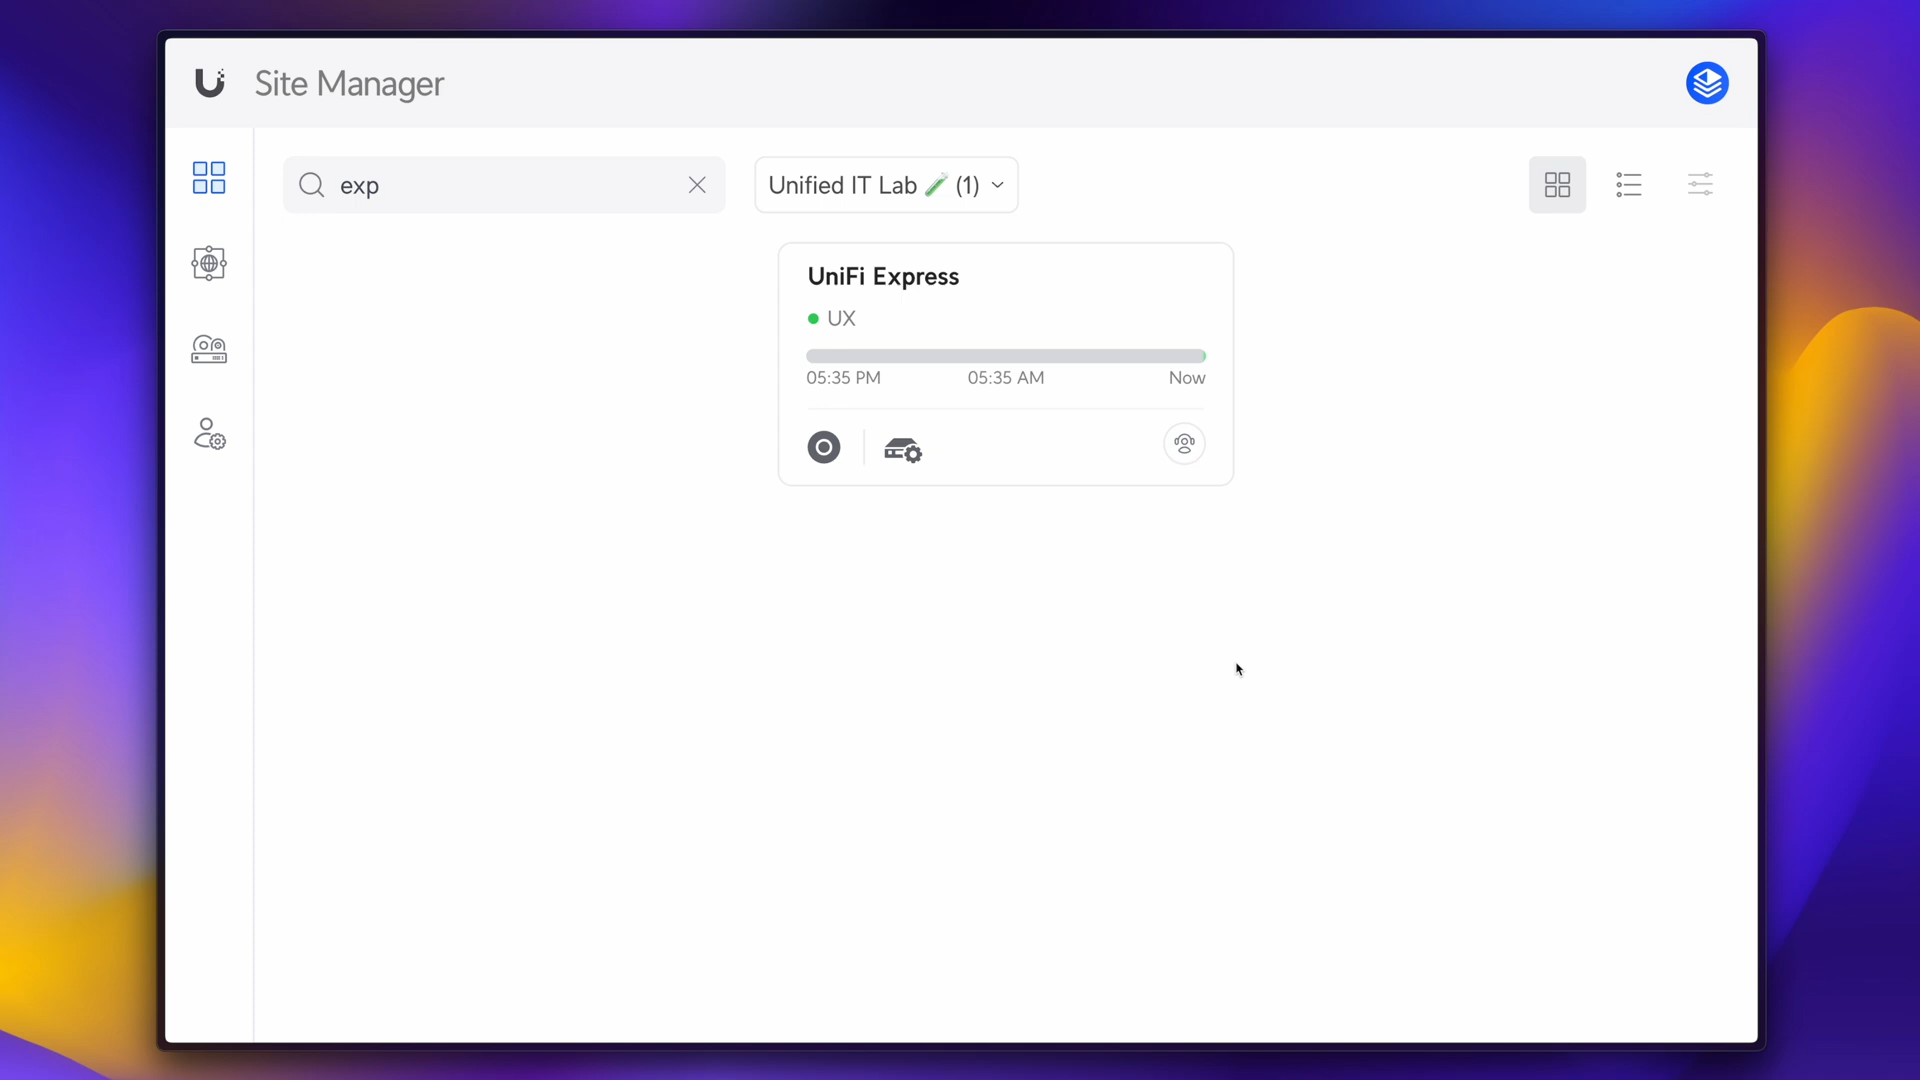 Site Manager
exp
Unified IT Lab 🧪 (1)
UniFi Express
UX
05:35 PM 05:35 AM Now